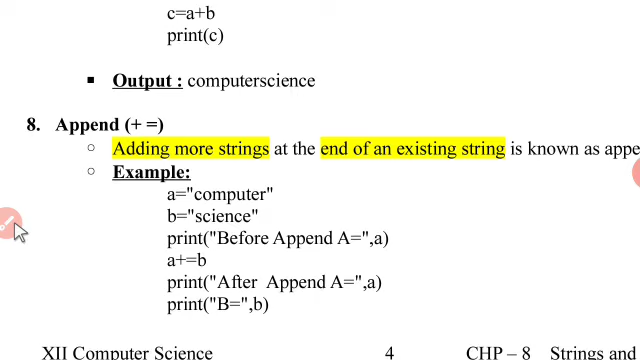 c=a+b
print(c)
▪ Output : computerscience
8. Append (+ =)
○ Adding more strings at the end of an existing string is known as appe
○ Example:
a="computer"
b="science"
print("Before Append A=",a)
a+=b
print("After  Append A=",a)
print("B=",b)
XII Computer Science 4 CHP – 8 Strings and